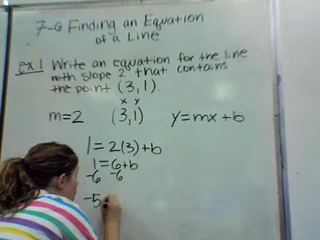 7-6 Finding an Equation
of a Line
ex.1 Write an equation for the line
with slope 2 that contains
the point (3,1).
x y
m=2 (3,1) y=mx+b
1=2(3)+b
1=6+b
-6 -6
-5